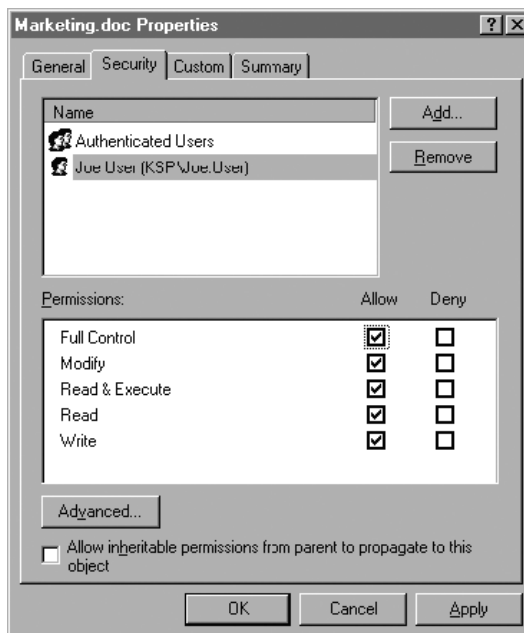 Marketing.doc Properties
General Security Custom Summary
Name
Add...
Authenticated Users
Joe User (KSP\Joe.User)
Remove
Permissions: Allow Deny
Full Control
Modify
Read & Execute
Read
Write
Advanced...
Allow inheritable permissions from parent to propagate to this
object
OK Cancel Apply